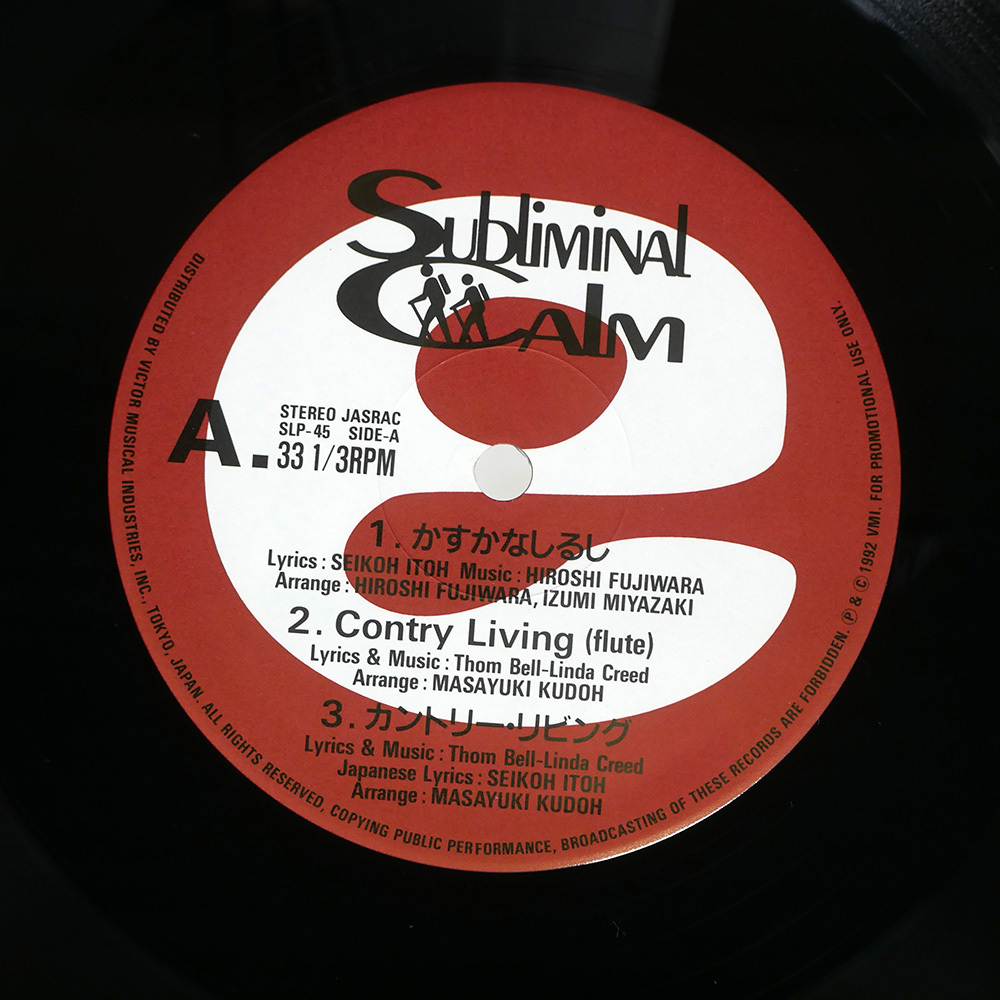 Subliminal
Calm
A.
STEREO JASRAC
SLP-45 SIDE-A
33 1/3RPM
1. かすかなしるし
Lyrics : SEIKOH ITOH Music : HIROSHI FUJIWARA
Arrange : HIROSHI FUJIWARA, IZUMI MIYAZAKI
2. Contry Living (flute)
Lyrics & Music : Thom Bell-Linda Creed
Arrange : MASAYUKI KUDOH
3. カントリー・リビング
Lyrics & Music : Thom Bell-Linda Creed
Japanese Lyrics : SEIKOH ITOH
Arrange : MASAYUKI KUDOH
DISTRIBUTED BY VICTOR MUSICAL INDUSTRIES, INC., TOKYO, JAPAN. ALL RIGHTS RESERVED, COPYING PUBLIC PERFORMANCE, BROADCASTING OF THESE RECORDS ARE FORBIDDEN. ℗ & © 1992 VMI. FOR PROMOTIONAL USE ONLY.